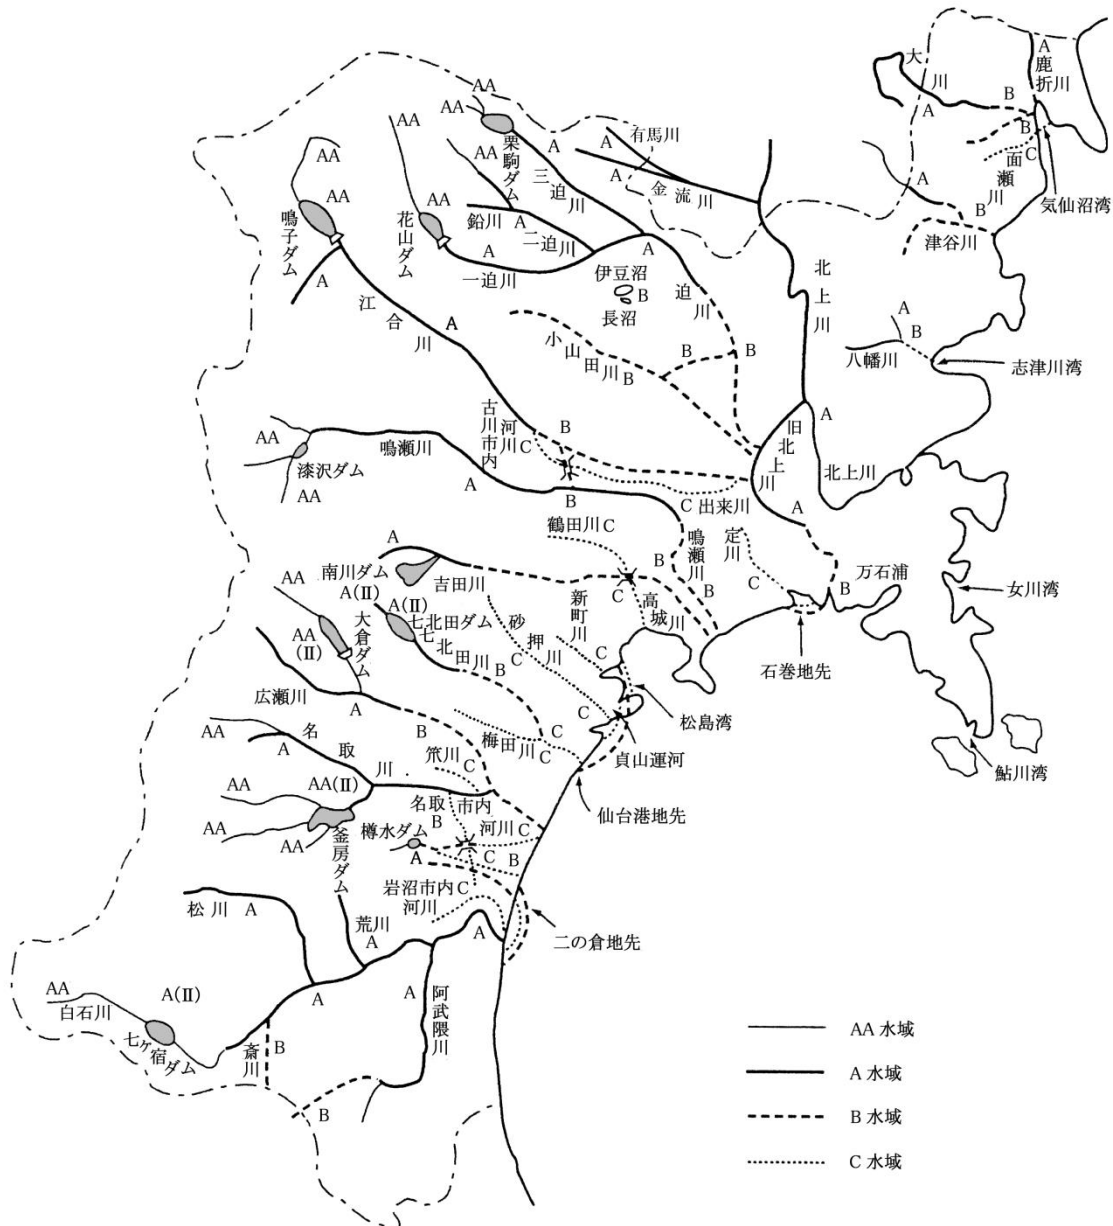 大川
A
B
A
鹿折川
B
面瀬川
C
気仙沼湾
A
B
津谷川
AA
AA
AA
栗駒ダム
A
三迫川
有馬川
A
A
金流川
AA
AA
花山ダム
鉛川
A
二迫川
A
一迫川
A
AA
AA
鳴子ダム
A
江合川
A
伊豆沼
B
長沼
迫川
北上川
小山田川
B
B
B
A
B
八幡川
志津川湾
古川市内河川
C
B
A
旧北上川
北上川
AA
漆沢ダム
AA
鳴瀬川
A
B
C
出来川
A
鶴田川
C
鳴瀬川
定川
C
B
B
B
万石浦
女川湾
石巻地先
A
南川ダム
吉田川
C
高城川
AA
A(Ⅱ)
A(Ⅱ)
七北田ダム
七北田川
B
砂押川
C
新町川
C
AA
(Ⅱ)
大倉ダム
広瀬川
A
B
梅田川
C
C
C
松島湾
貞山運河
鮎川湾
AA
A
名取川
笊川
C
仙台港地先
AA
AA(Ⅱ)
名取市内河川
B
C
AA
AA
釜房ダム
樽水ダム
A
C
B
岩沼市内河川
C
二の倉地先
松川
A
荒川
A
A
AA
白石川
A(Ⅱ)
七ヶ宿ダム
A
A
阿武隈川
斎川
B
B
AA 水域
A 水域
B 水域
C 水域